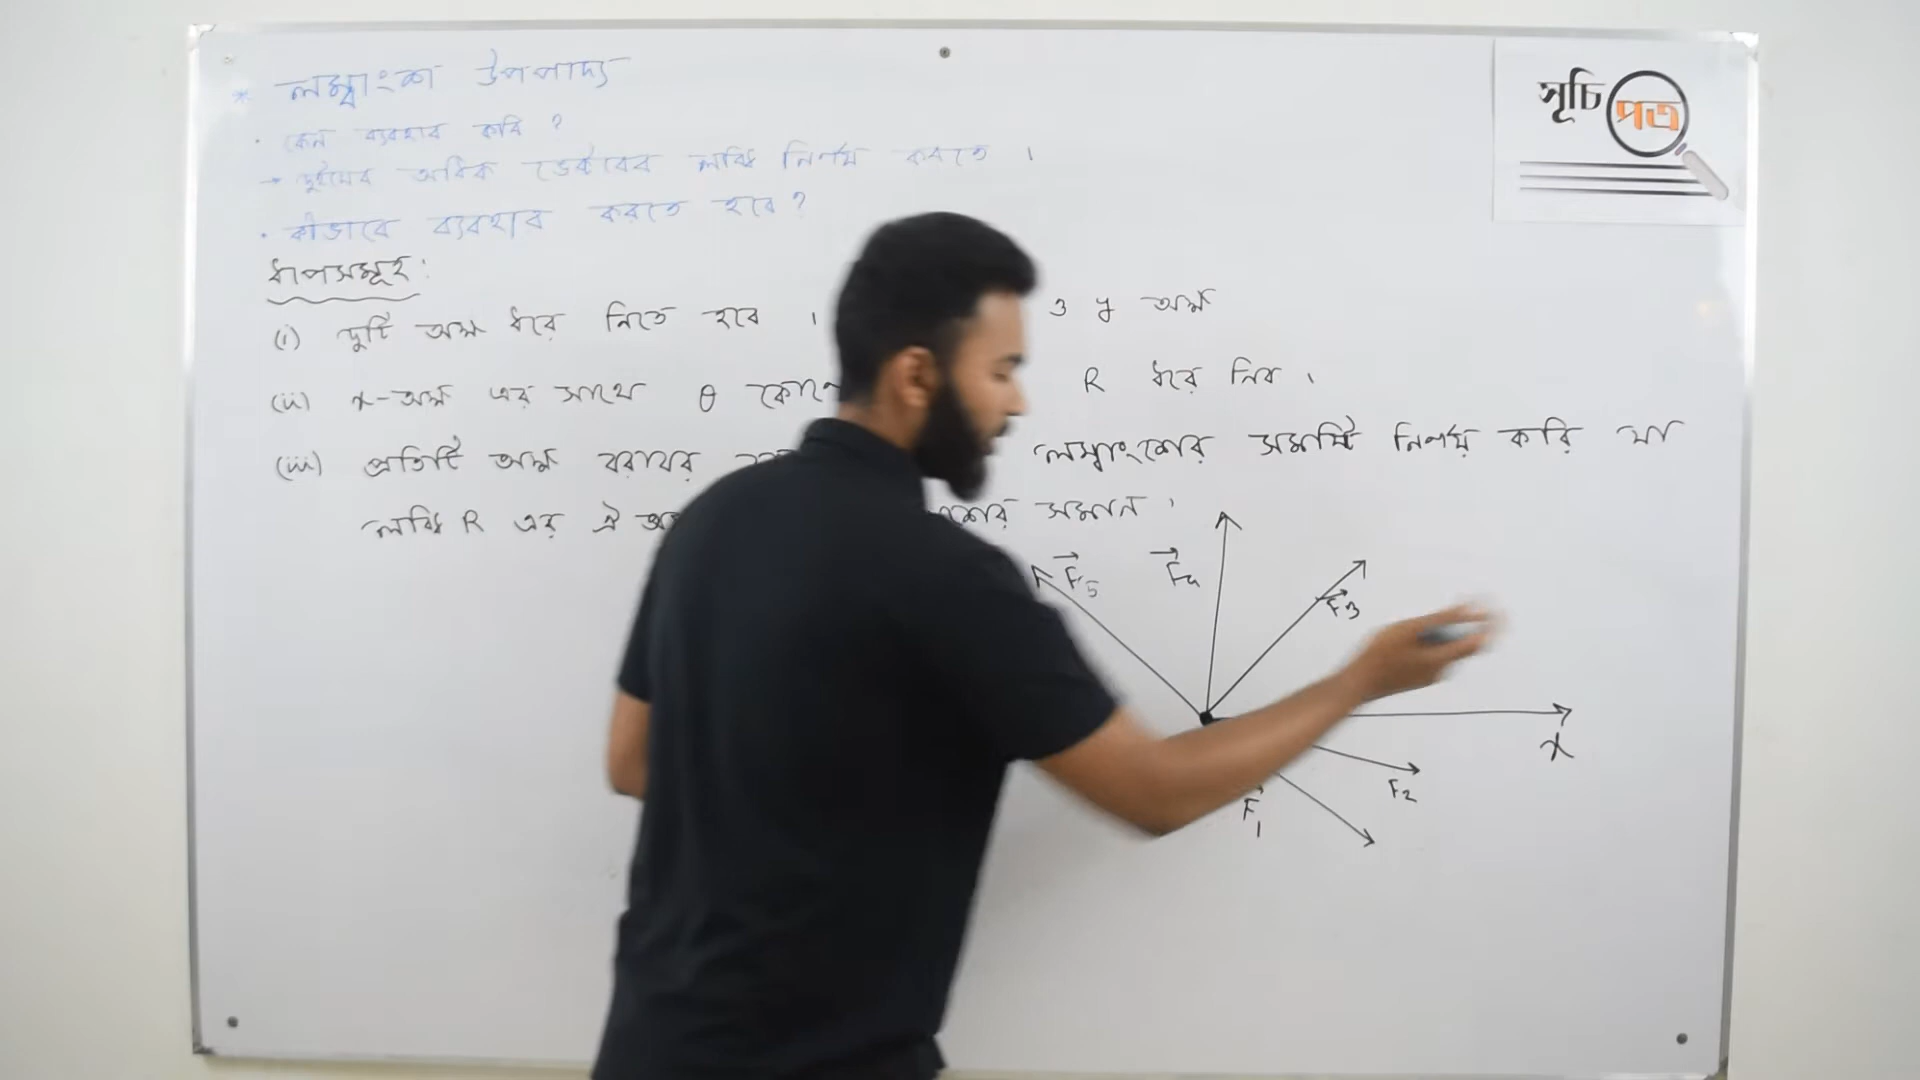 * লম্বাংশ উপপাদ্য
সূচি পত্র
• কেন ব্যবহার করি ?
→ দুইয়ের অধিক ভেক্টরের লব্ধি নির্ণয় করতে ।
• কীভাবে ব্যবহার করতে হবে ?
ধাপসমূহ :
(i) দুটি অক্ষ ধরে নিতে হবে । ও y অক্ষ
(ii) x-অক্ষ এর সাথে θ কোণে R ধরে নিব ।
(iii) প্রতিটি অক্ষ বরাবর লম্বাংশের সমষ্টি নির্ণয় করি যা
লব্ধি R এর ঐ সমান ।
F₅
F₄
F₃
x
F₂
F₁